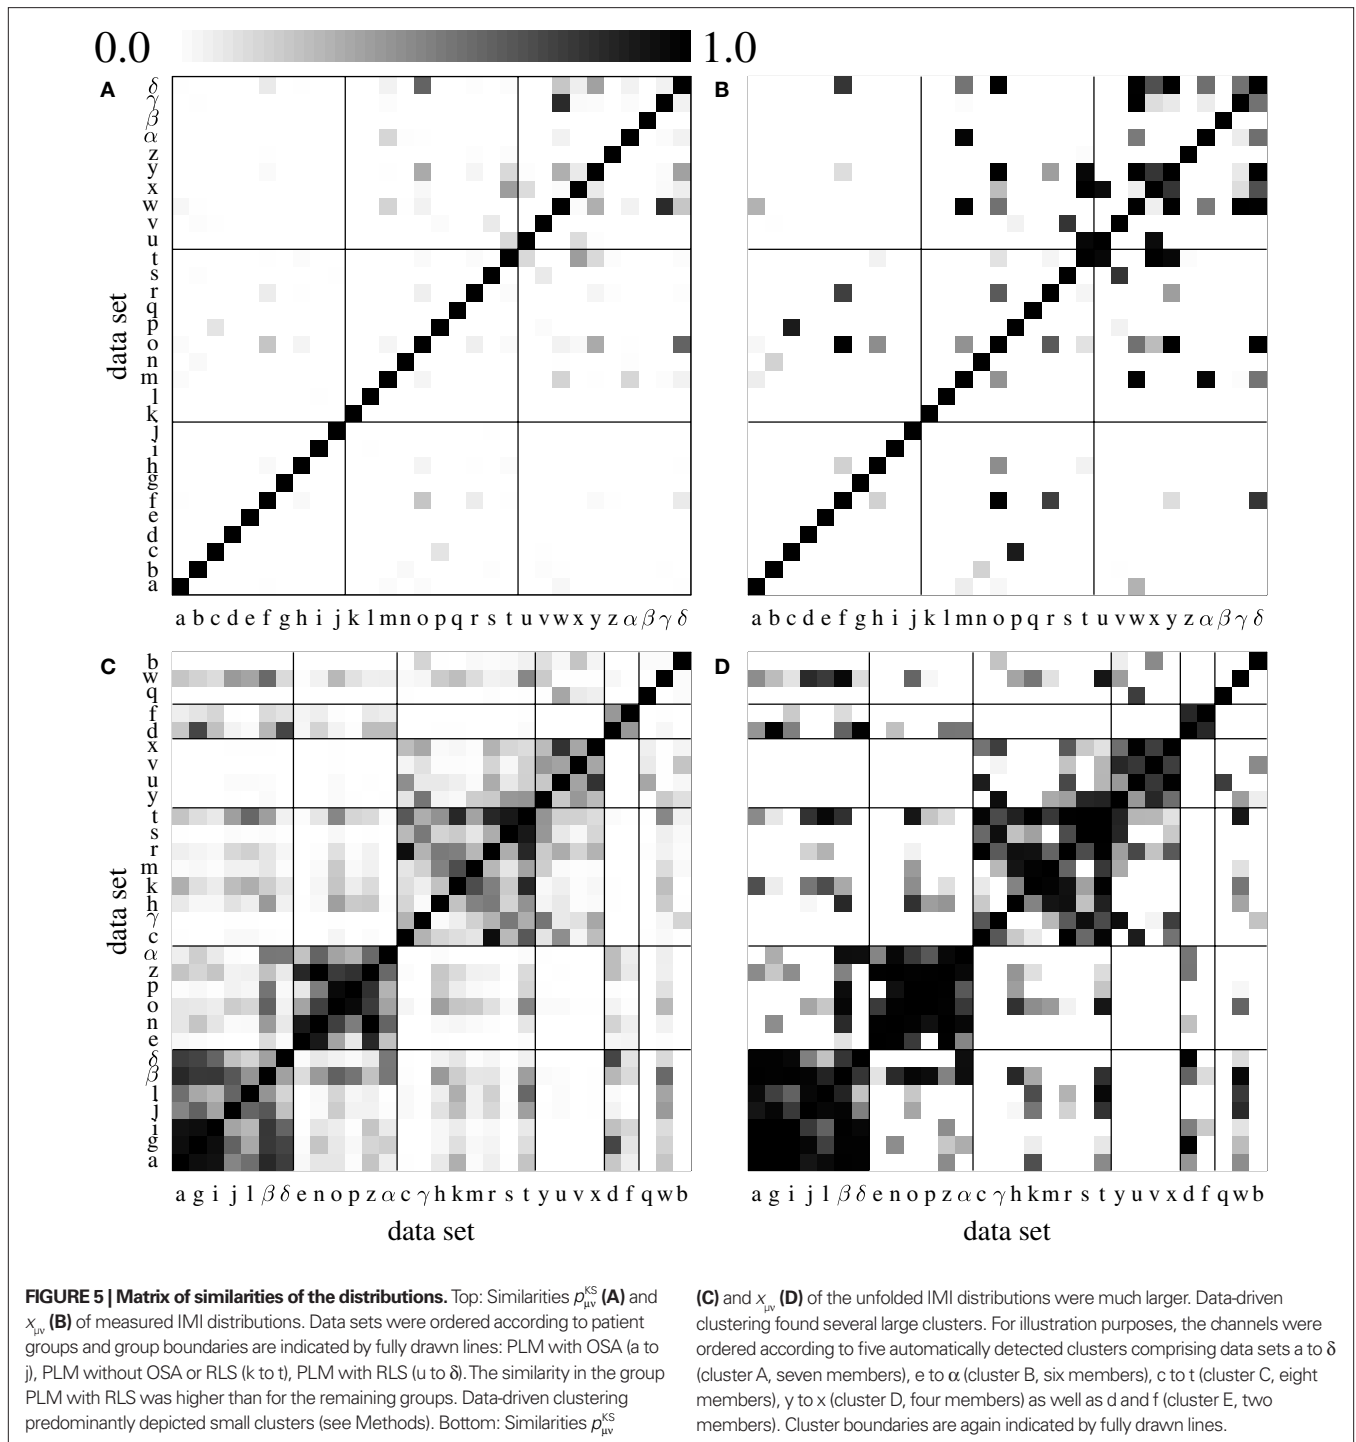 0.0 1.0
A
δ
γ
β
α
z
y
x
w
v
u
t
s
r
q
p
o
n
m
l
k
j
i
h
g
f
e
d
c
b
a
data set
a b c d e f g h i j k l m n o p q r s t u v w x y z α β γ δ
B
a b c d e f g h i j k l m n o p q r s t u v w x y z α β γ δ
C
b
w
q
f
d
x
v
u
y
t
s
r
m
k
h
γ
c
α
z
p
o
n
e
δ
β
l
j
i
g
a
data set
a g i j l β δ e n o p z α c γ h k m r s t y u v x d f q w b
data set
D
a g i j l β δ e n o p z α c γ h k m r s t y u v x d f q w b
data set
FIGURE 5 | Matrix of similarities of the distributions. Top: Similarities p^KS_μν (A) and
x_μν (B) of measured IMI distributions. Data sets were ordered according to patient
groups and group boundaries are indicated by fully drawn lines: PLM with OSA (a to
j), PLM without OSA or RLS (k to t), PLM with RLS (u to δ). The similarity in the group
PLM with RLS was higher than for the remaining groups. Data-driven clustering
predominantly depicted small clusters (see Methods). Bottom: Similarities p^KS_μν
(C) and x_μν (D) of the unfolded IMI distributions were much larger. Data-driven
clustering found several large clusters. For illustration purposes, the channels were
ordered according to five automatically detected clusters comprising data sets a to δ
(cluster A, seven members), e to α (cluster B, six members), c to t (cluster C, eight
members), y to x (cluster D, four members) as well as d and f (cluster E, two
members). Cluster boundaries are again indicated by fully drawn lines.